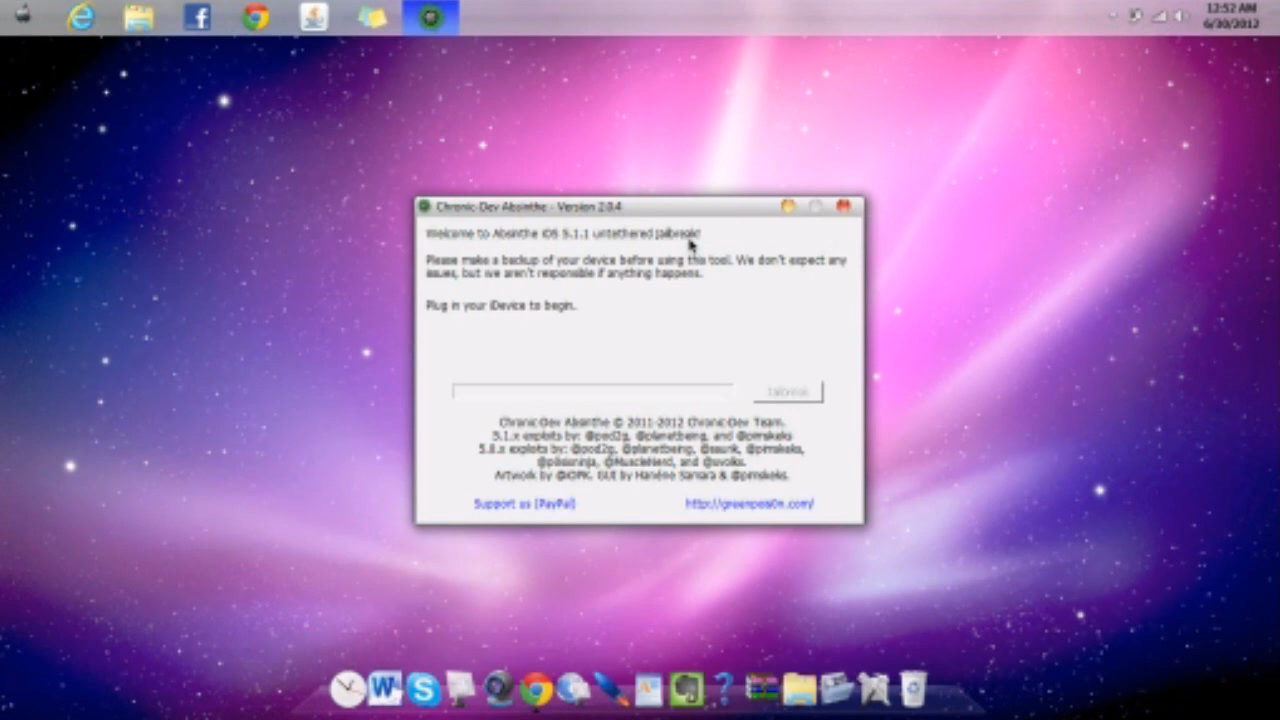 12:52 AM
6/30/2012
Chronic-Dev Absinthe - Version 2.0.4
Welcome to Absinthe iOS 5.1.1 untethered jailbreak!
Please make a backup of your device before using this tool. We don't expect any
issues, but we aren't responsible if anything happens.
Plug in your iDevice to begin.
Jailbreak
Chronic-Dev Absinthe © 2011-2012 Chronic-Dev Team.
5.1.x exploits by: @pod2g, @planetbeing, and @pimskeks
5.0.x exploits by: @pod2g, @planetbeing, @saurik, @pimskeks,
@p0sixninja, @MuscleNerd, and @xvolks.
Artwork by @iOPK. GUI by Hanéne Samara & @pimskeks.
Support us (PayPal)
http://greenpois0n.com/